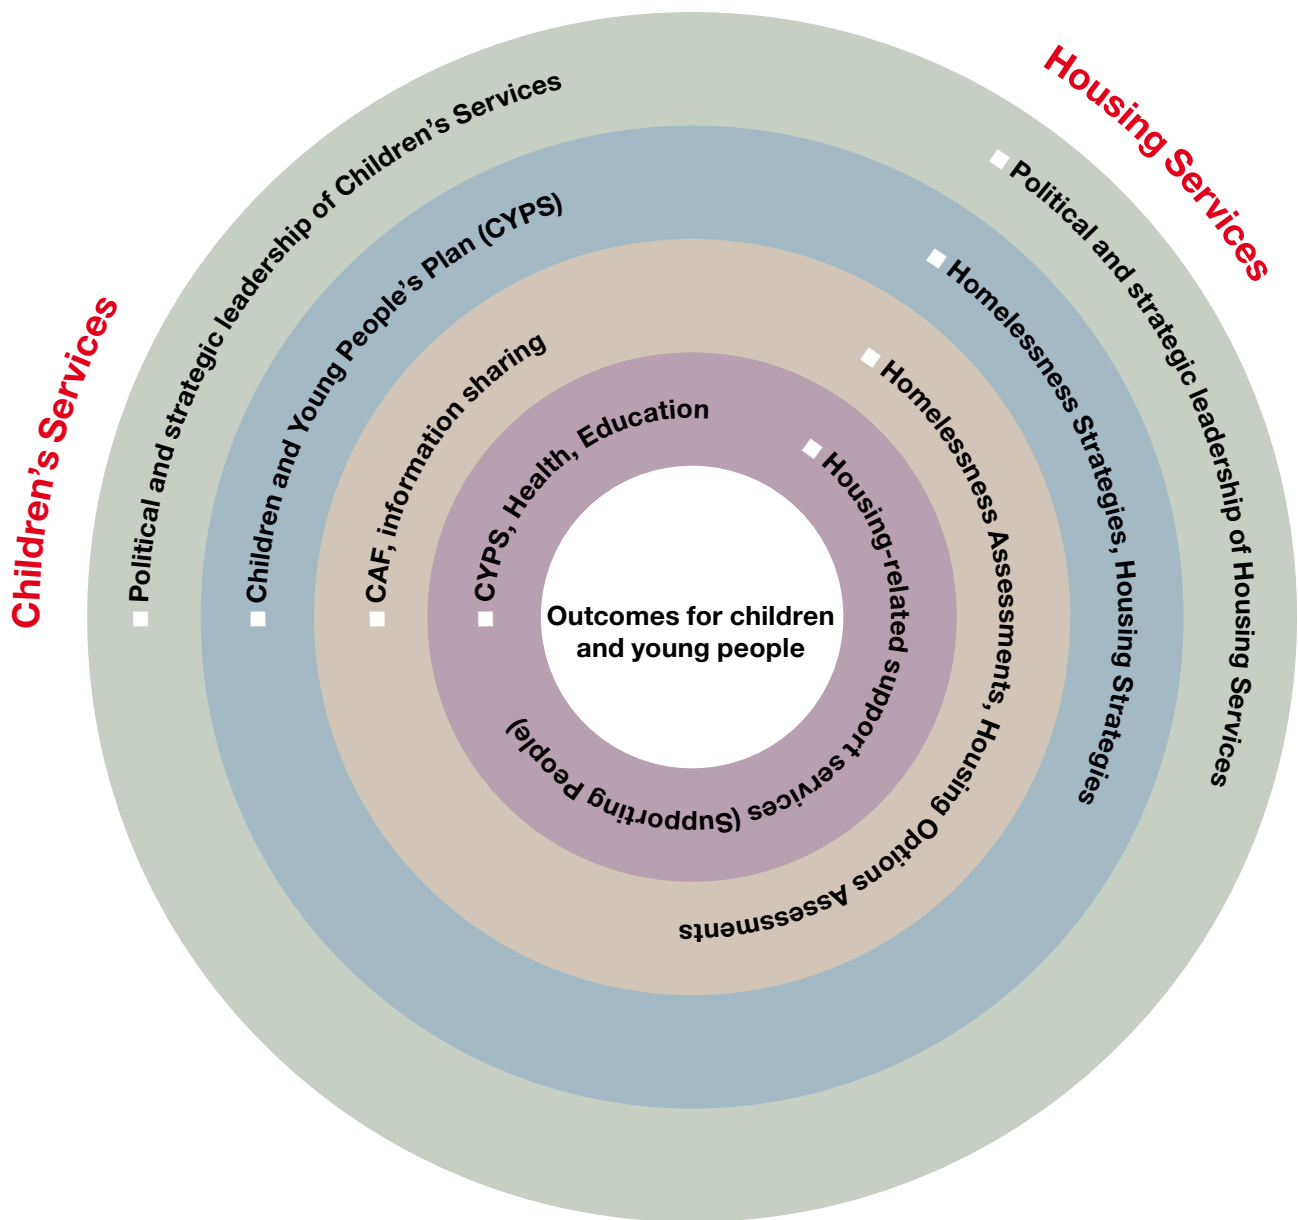 Children’s Services
Housing Services
Political and strategic leadership of Children’s Services
Political and strategic leadership of Housing Services
Children and Young People’s Plan (CYPS)
Homelessness Strategies, Housing Strategies
CAF, information sharing
Homelessness Assessments, Housing Options Assessments
CYPS, Health, Education
Housing-related support services (Supporting People)
Outcomes for children
and young people